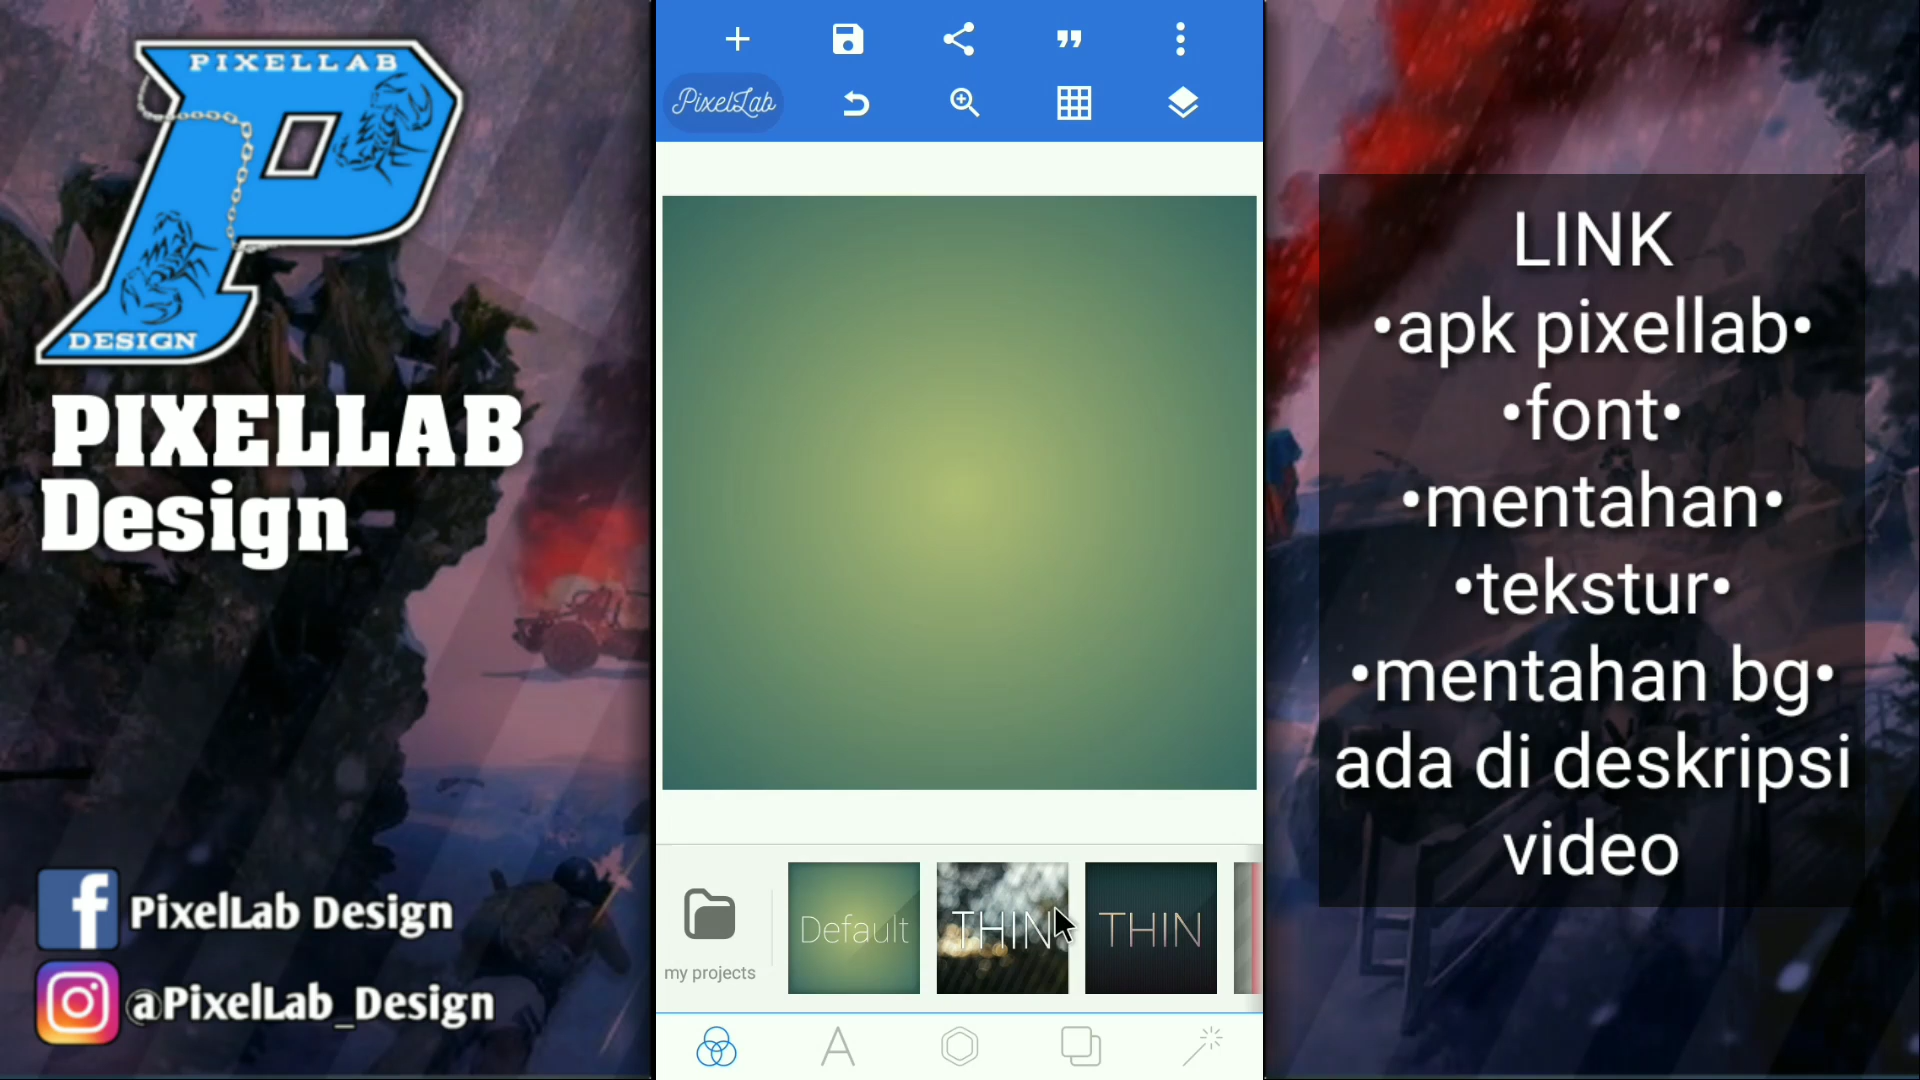 PIXELLAB
DESIGN
PIXELLAB
Design
PixelLab Design
@PixelLab_Design
PixelLab
my projects
Default
THIN
THIN
LINK
•apk pixellab•
•font•
•mentahan•
•tekstur•
•mentahan bg•
ada di deskripsi
video